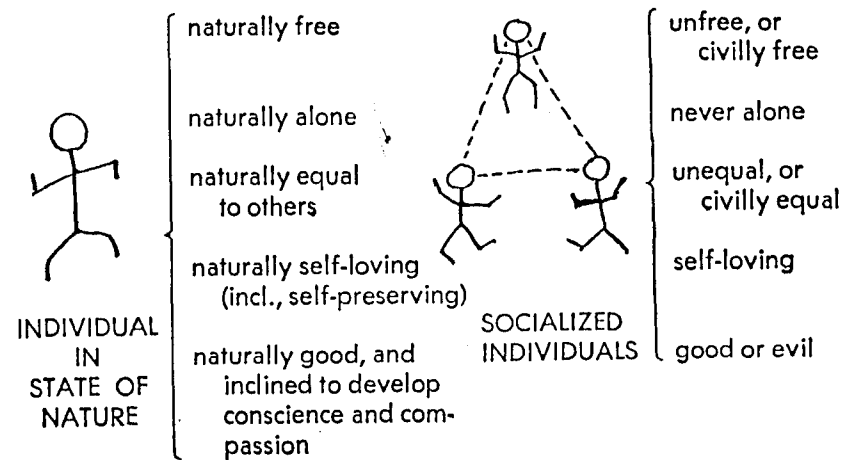 naturally free
naturally alone
naturally equal
to others
naturally self-loving
(incl., self-preserving)
naturally good, and
inclined to develop
conscience and com-
passion
INDIVIDUAL
IN
STATE OF
NATURE
unfree, or
civilly free
never alone
unequal, or
civilly equal
self-loving
good or evil
SOCIALIZED
INDIVIDUALS